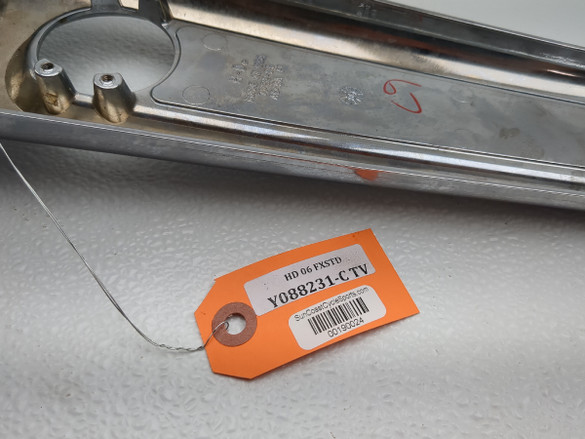 HD 06 FXSTD
Y088231-C TV
SunCoastCycleSports.com
00190024